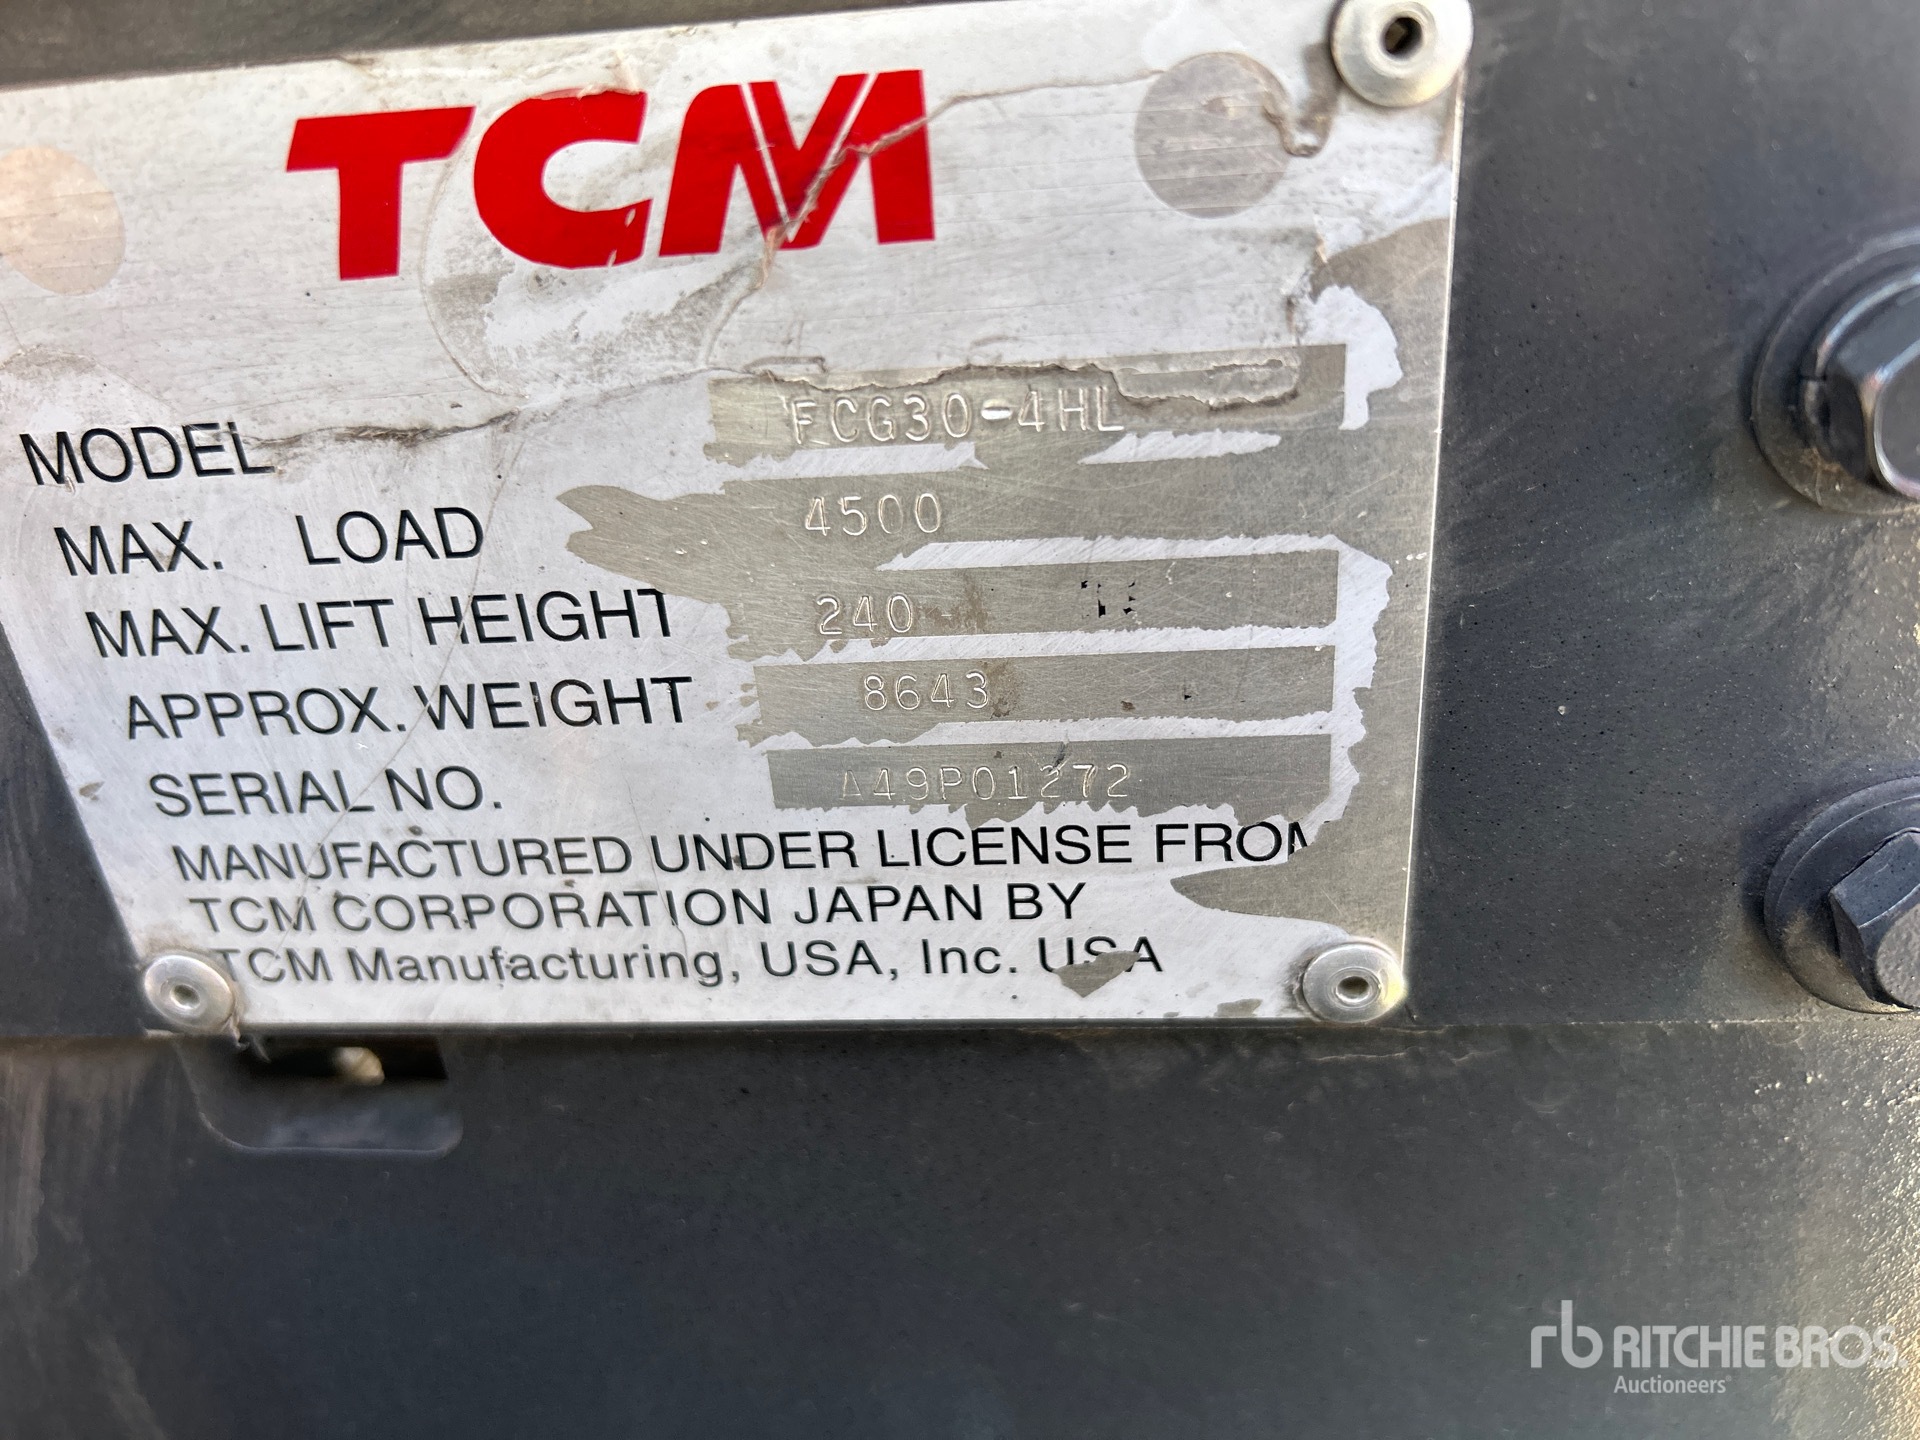 TCM
MODEL FCG30-4HL
MAX. LOAD 4500
MAX. LIFT HEIGHT 240
APPROX. WEIGHT 8643
SERIAL NO. A49P01272
MANUFACTURED UNDER LICENSE FROM
TCM CORPORATION JAPAN BY
TCM Manufacturing, USA, Inc. USA
rb RITCHIE BROS.
Auctioneers